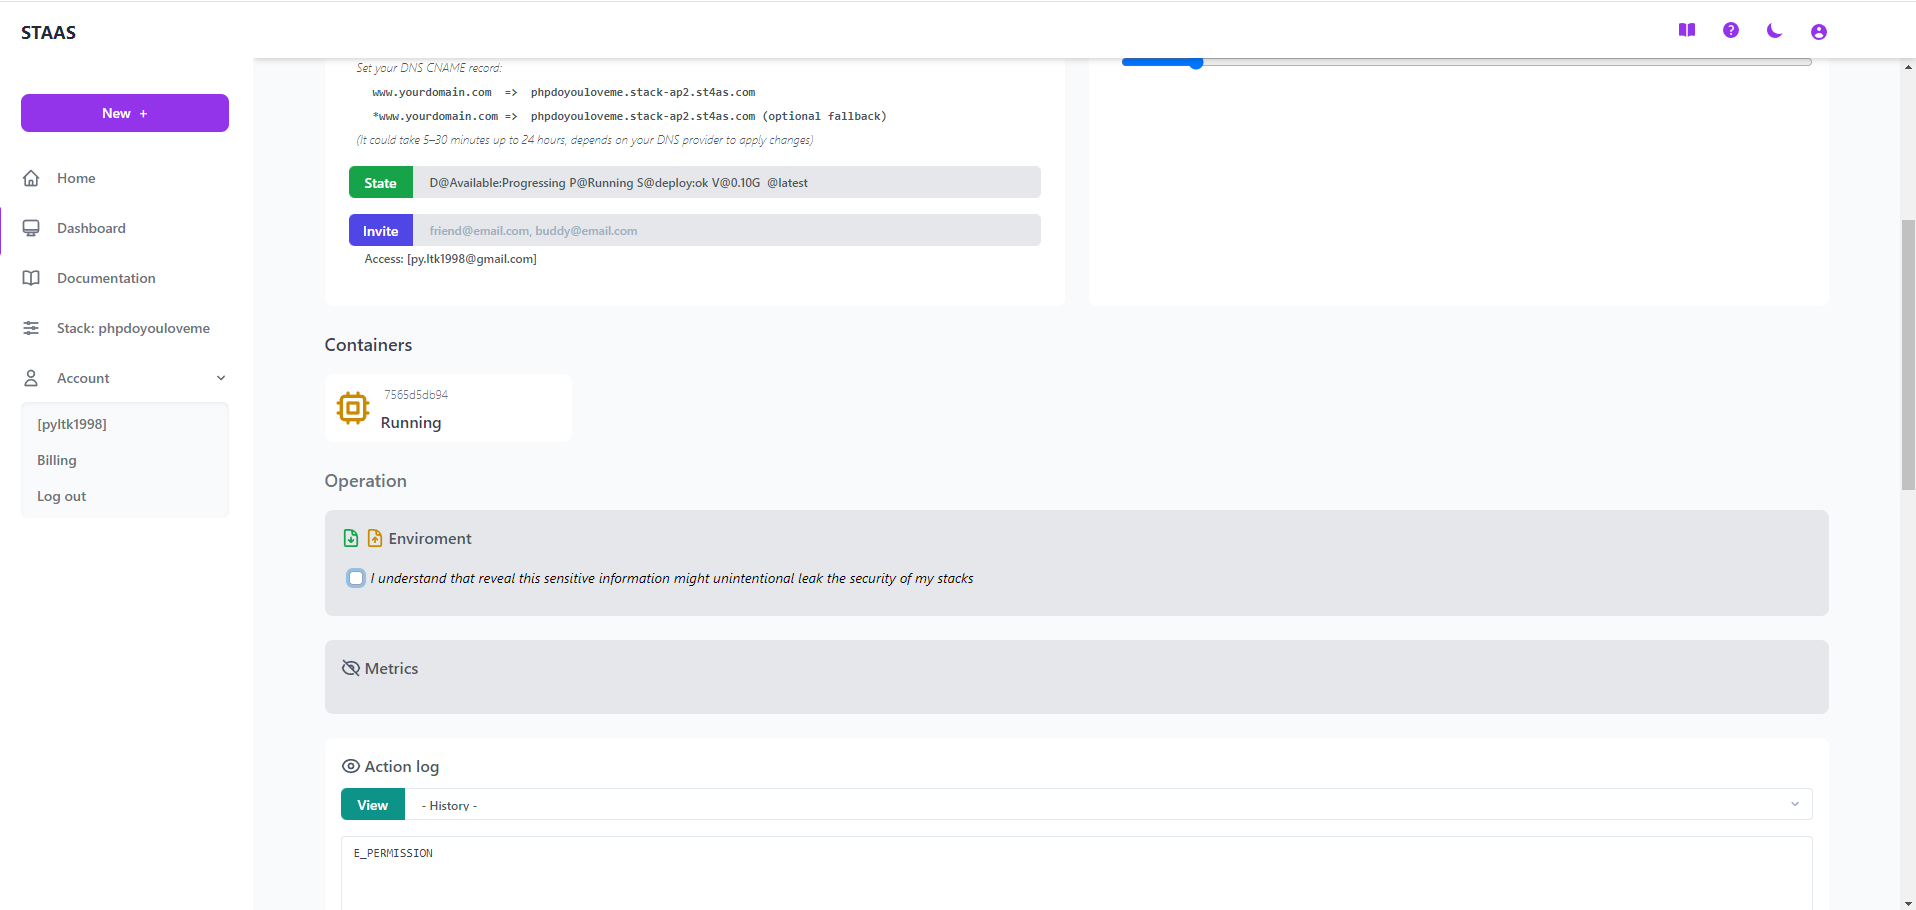 STAAS
New +
Home
Dashboard
Documentation
Stack: phpdoyouloveme
Account
[pyltk1998]
Billing
Log out
Set your DNS CNAME record:
www.yourdomain.com => phpdoyouloveme.stack-ap2.st4as.com
*www.yourdomain.com => phpdoyouloveme.stack-ap2.st4as.com (optional fallback)
(It could take 5–30 minutes up to 24 hours, depends on your DNS provider to apply changes)
State D@Available:Progressing P@Running S@deploy:ok V@0.10G @latest
Invite friend@email.com, buddy@email.com
Access: [py.ltk1998@gmail.com]
Containers
7565d5db94
Running
Operation
Enviroment
I understand that reveal this sensitive information might unintentional leak the security of my stacks
Metrics
Action log
View - History -
E_PERMISSION